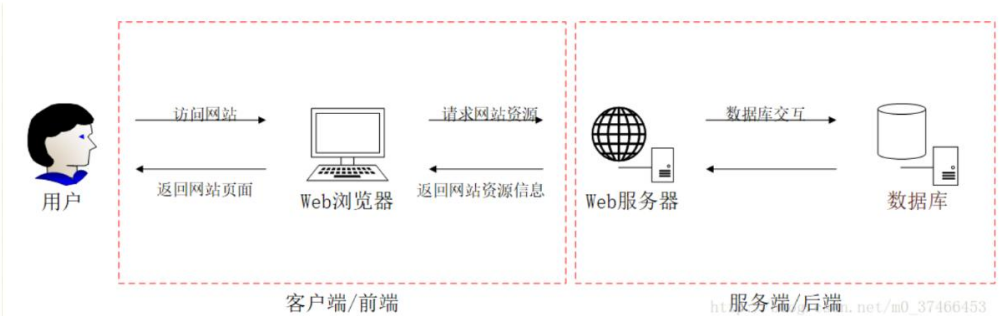 访问网站
返回网站页面
用户
Web浏览器
请求网站资源
返回网站资源信息
客户端/前端
Web服务器
数据库交互
数据库
服务端/后端